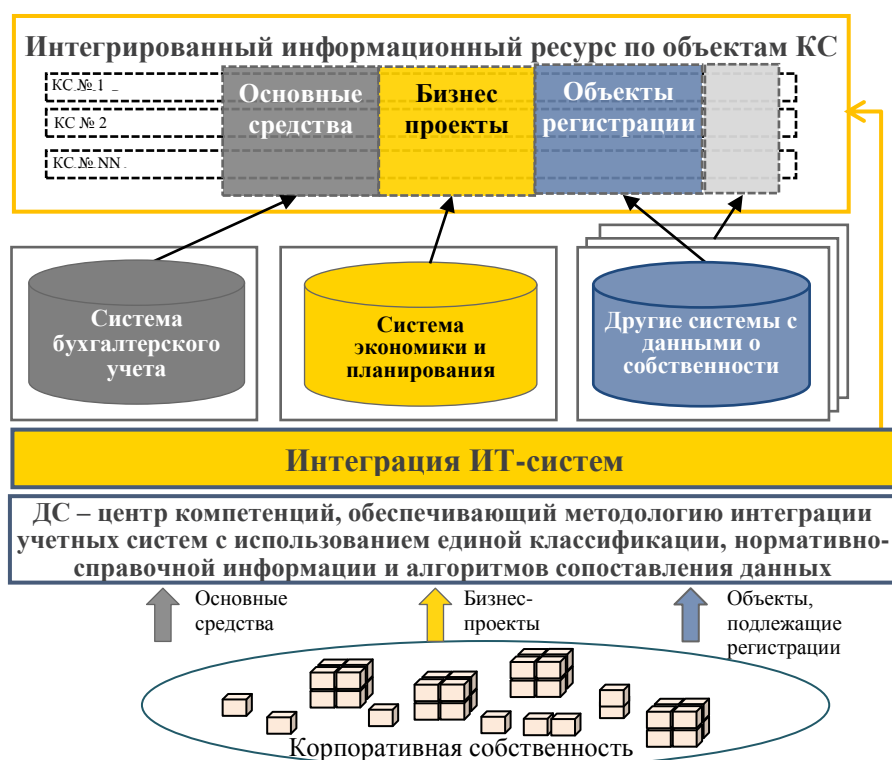 Интегрированный информационный ресурс по объектам КС
КС № 1
КС № 2
КС № NN
Основные
средства
Бизнес
проекты
Объекты
регистрации
Система
бухгалтерского
учета
Система
экономики и
планирования
Другие системы с
данными о
собственности
Интеграция ИТ-систем
ДС – центр компетенций, обеспечивающий методологию интеграции
учетных систем с использованием единой классификации, нормативно-
справочной информации и алгоритмов сопоставления данных
Основные
средства
Бизнес-
проекты
Объекты,
подлежащие
регистрации
Корпоративная собственность